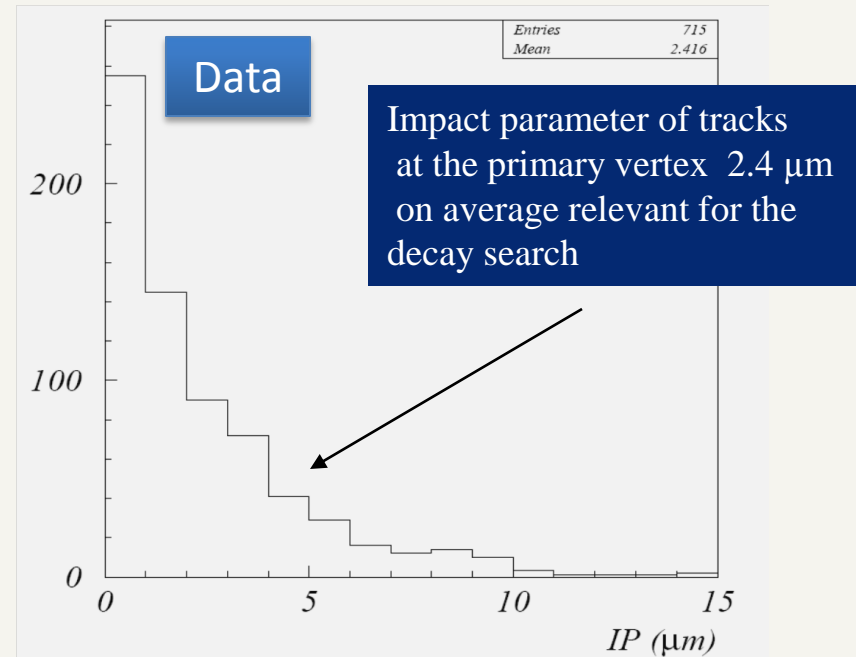 Entries 715
Mean 2.416
Data
Impact parameter of tracks
at the primary vertex 2.4 µm
on average relevant for the
decay search
200
100
0
0 5 10 15
IP (µm)